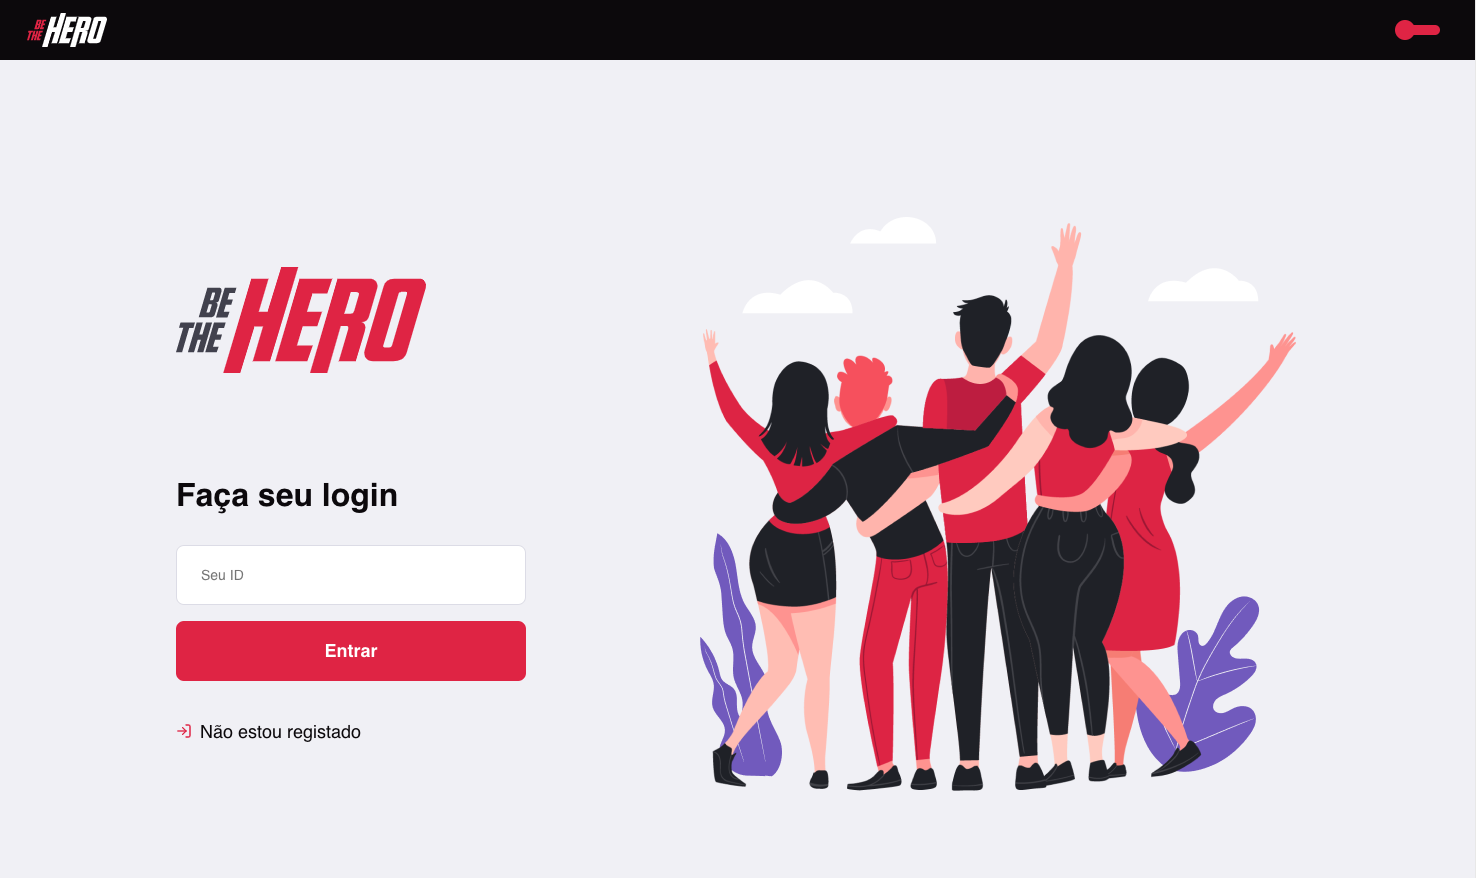 BE
THE HERO
BE
THE HERO
Faça seu login
Seu ID
Entrar
Não estou registado